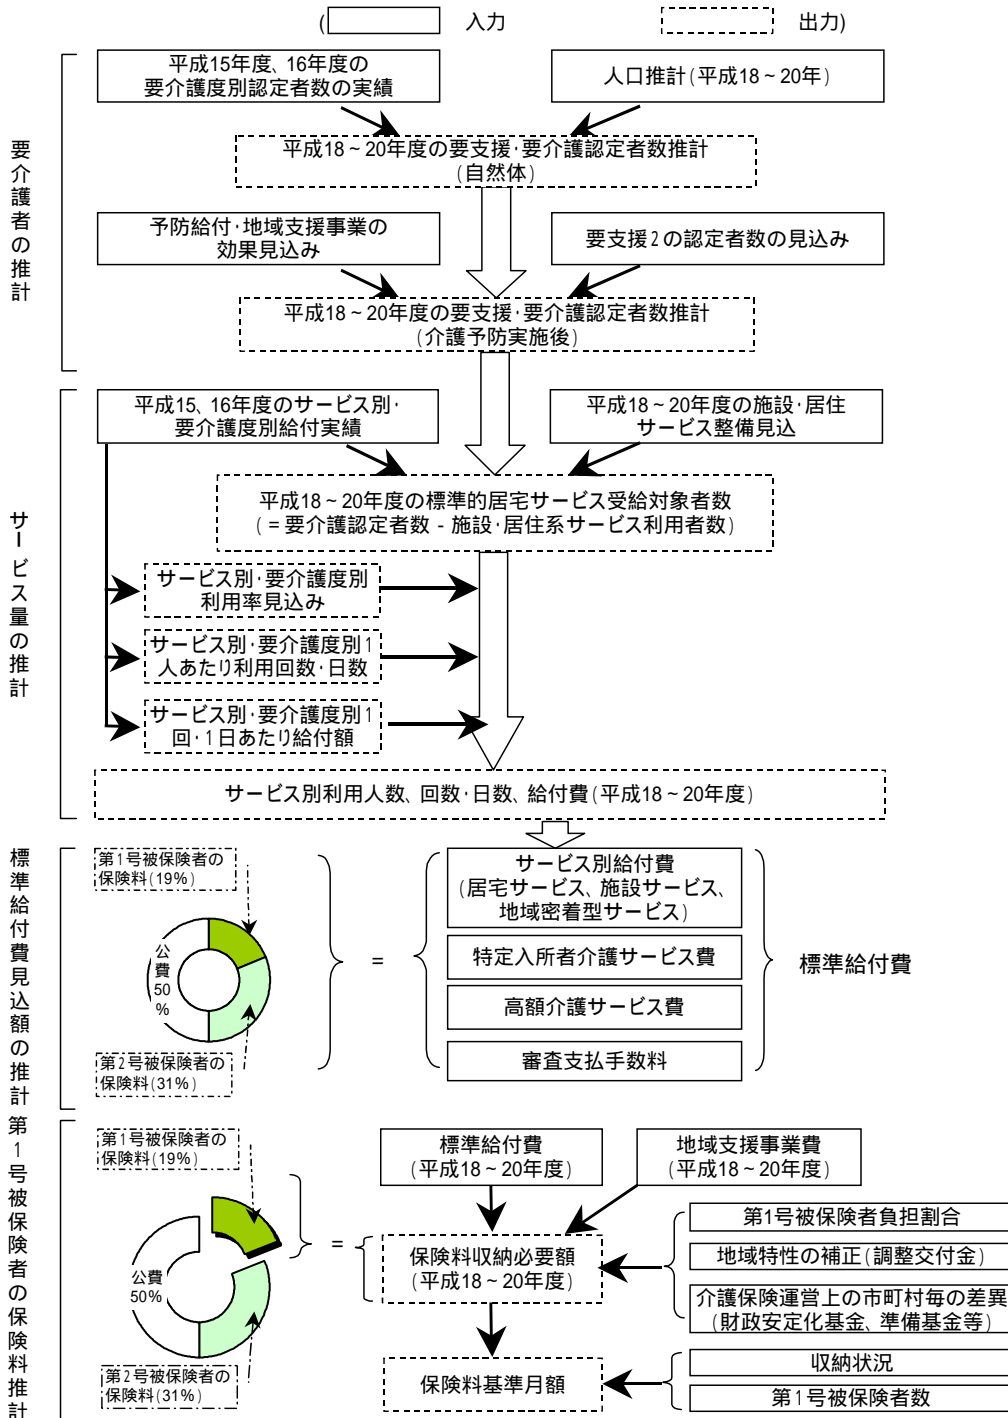 ( 入力 出力)
要介護者の推計
平成15年度、16年度の
要介護度別認定者数の実績
人口推計(平成18~20年)
平成18~20年度の要支援・要介護認定者数推計
(自然体)
予防給付・地域支援事業の
効果見込み
要支援2の認定者数の見込み
平成18~20年度の要支援・要介護認定者数推計
(介護予防実施後)
サービス量の推計
平成15、16年度のサービス別・
要介護度別給付実績
平成18~20年度の施設・居住
サービス整備見込
平成18~20年度の標準的居宅サービス受給対象者数
(=要介護認定者数-施設・居住系サービス利用者数)
サービス別・要介護度別
利用率見込み
サービス別・要介護度別1
人あたり利用回数・日数
サービス別・要介護度別1
回・1日あたり給付額
サービス別利用人数、回数・日数、給付費(平成18~20年度)
標準給付費見込額の推計
第1号被保険者の
保険料(19%)
公費50%
第2号被保険者の
保険料(31%)
=
サービス別給付費
(居宅サービス、施設サービス、
地域密着型サービス)
特定入所者介護サービス費
高額介護サービス費
審査支払手数料
標準給付費
第1号被保険者の保険料推計
第1号被保険者の
保険料(19%)
公費
50%
第2号被保険者の
保険料(31%)
=
標準給付費
(平成18~20年度)
地域支援事業費
(平成18~20年度)
保険料収納必要額
(平成18~20年度)
第1号被保険者負担割合
地域特性の補正(調整交付金)
介護保険運営上の市町村毎の差異
(財政安定化基金、準備基金等)
保険料基準月額
収納状況
第1号被保険者数